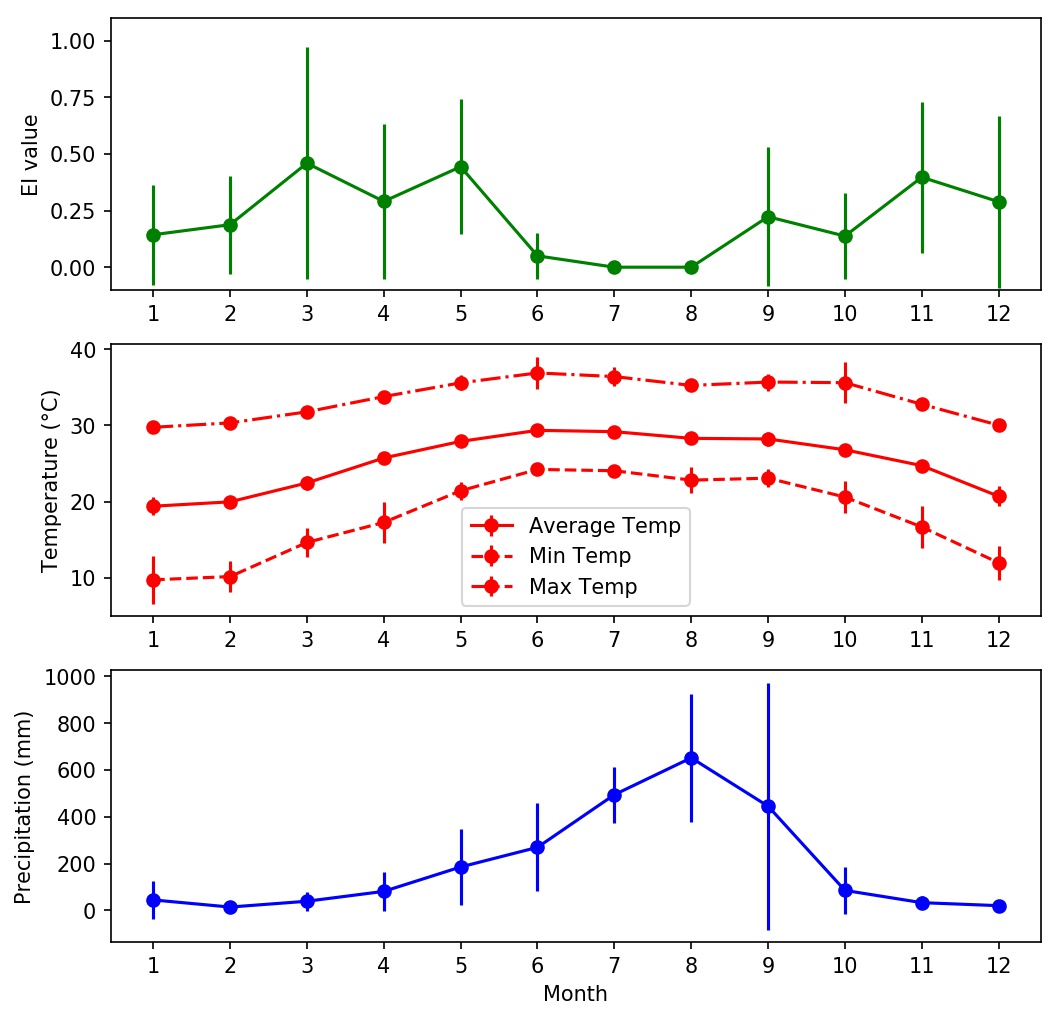 EI value
1.00
0.75
0.50
0.25
0.00
1 2 3 4 5 6 7 8 9 10 11 12
Temperature (°C)
40
30
20
10
Average Temp
Min Temp
Max Temp
1 2 3 4 5 6 7 8 9 10 11 12
Precipitation (mm)
1000
800
600
400
200
0
1 2 3 4 5 6 7 8 9 10 11 12
Month